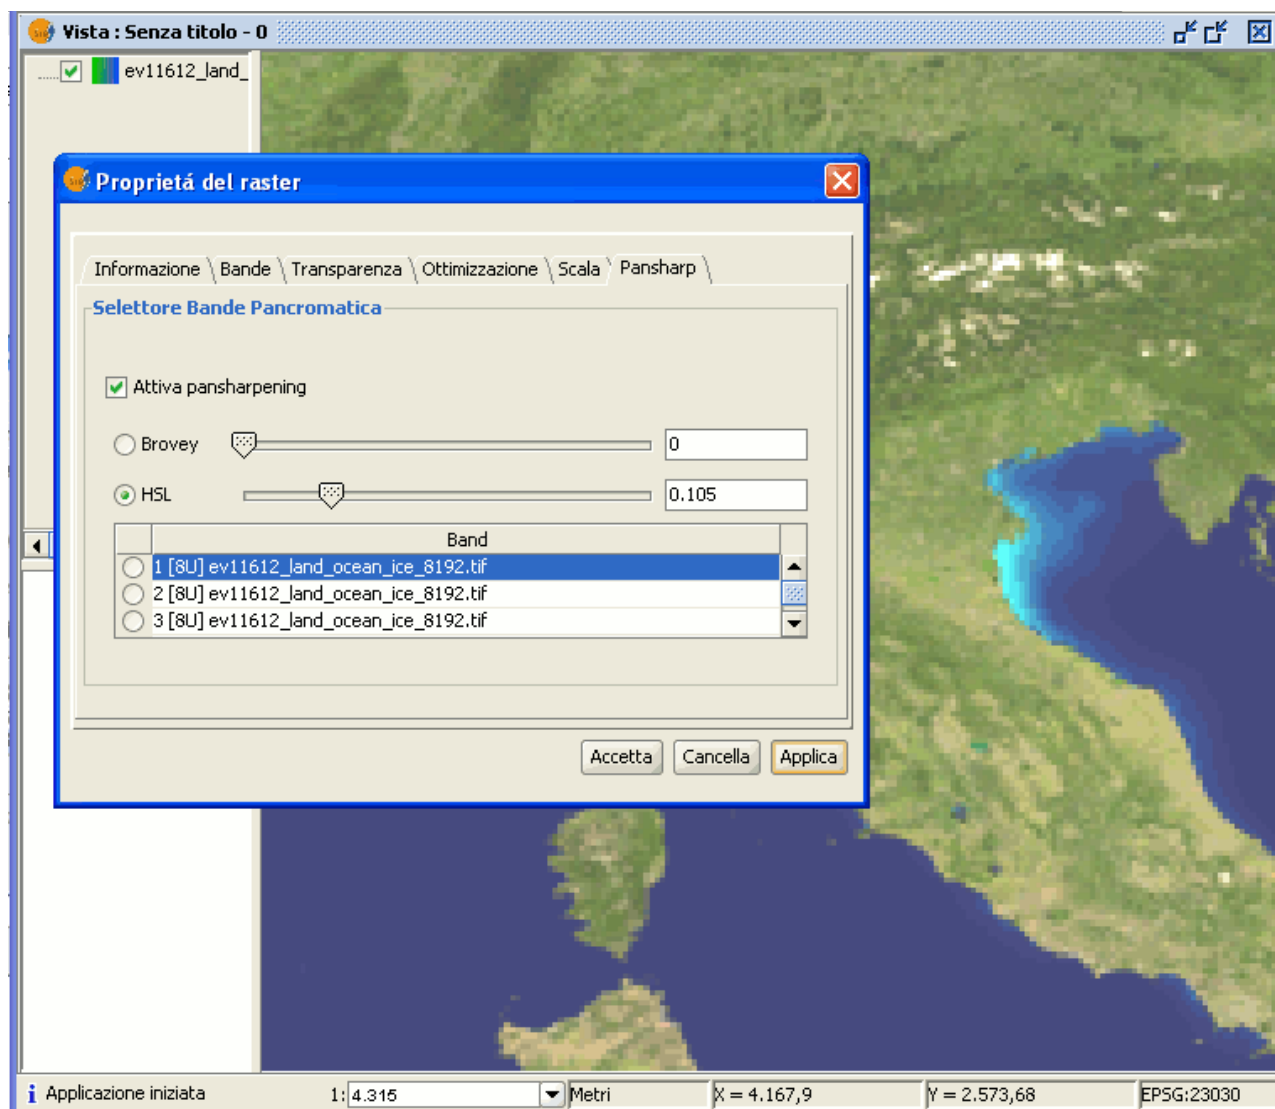 Vista : Senza titolo - 0
ev11612_land_
Proprietá del raster
Informazione Bande Transparenza Ottimizzazione Scala Pansharp
Selettore Bande Pancromatica
Attiva pansharpening
Brovey 0
HSL 0.105
Band
1 [8U] ev11612_land_ocean_ice_8192.tif
2 [8U] ev11612_land_ocean_ice_8192.tif
3 [8U] ev11612_land_ocean_ice_8192.tif
Accetta Cancella Applica
Applicazione iniziata 1: 4.315 Metri X = 4.167,9 Y = 2.573,68 EPSG:23030